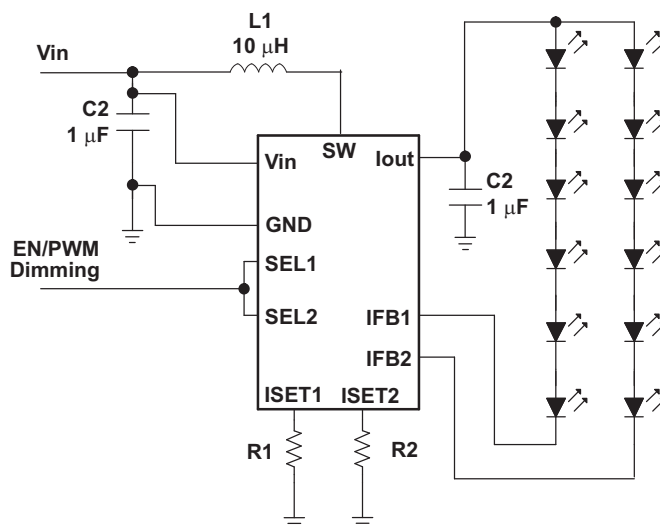 L1
10 μH
Vin
C2
1 μF
SW
Vin
Iout
C2
1 μF
GND
EN/PWM
Dimming
SEL1
SEL2
IFB1
IFB2
ISET1
ISET2
R1
R2